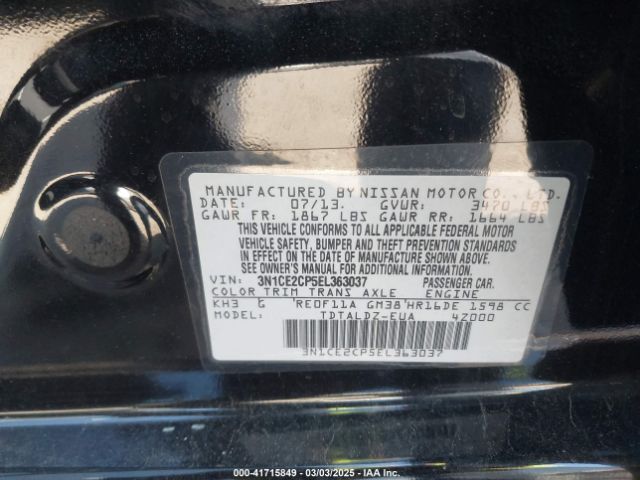 MANUFACTURED BY NISSAN MOTOR CO., LTD.
DATE: 07/13. GVWR: 3470 LBS
GAWR FR: 1867 LBS GAWR RR: 1664 LBS
THIS VEHICLE CONFORMS TO ALL APPLICABLE FEDERAL MOTOR
VEHICLE SAFETY, BUMPER AND THEFT PREVENTION STANDARDS
IN EFFECT ON THE DATE OF MANUFACTURE SHOWN ABOVE.
SEE OWNER'S MANUAL FOR ADDITIONAL INFORMATION.
VIN: 3N1CE2CP5EL363037 PASSENGER CAR.
COLOR TRIM TRANS AXLE ENGINE
KH3 G RE0F11A GM38 HR16DE 1598 CC
MODEL: TDTALDZ-EUA 42000
3N1CE2CP5EL363037
000-41715849 — 03/03/2025 — IAA Inc.